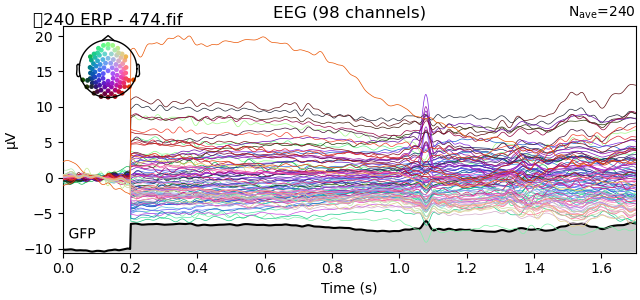 240 ERP - 474.fif
EEG (98 channels)
Nave=240
µV
20
15
10
5
0
−5
−10
GFP
0.0 0.2 0.4 0.6 0.8 1.0 1.2 1.4 1.6
Time (s)